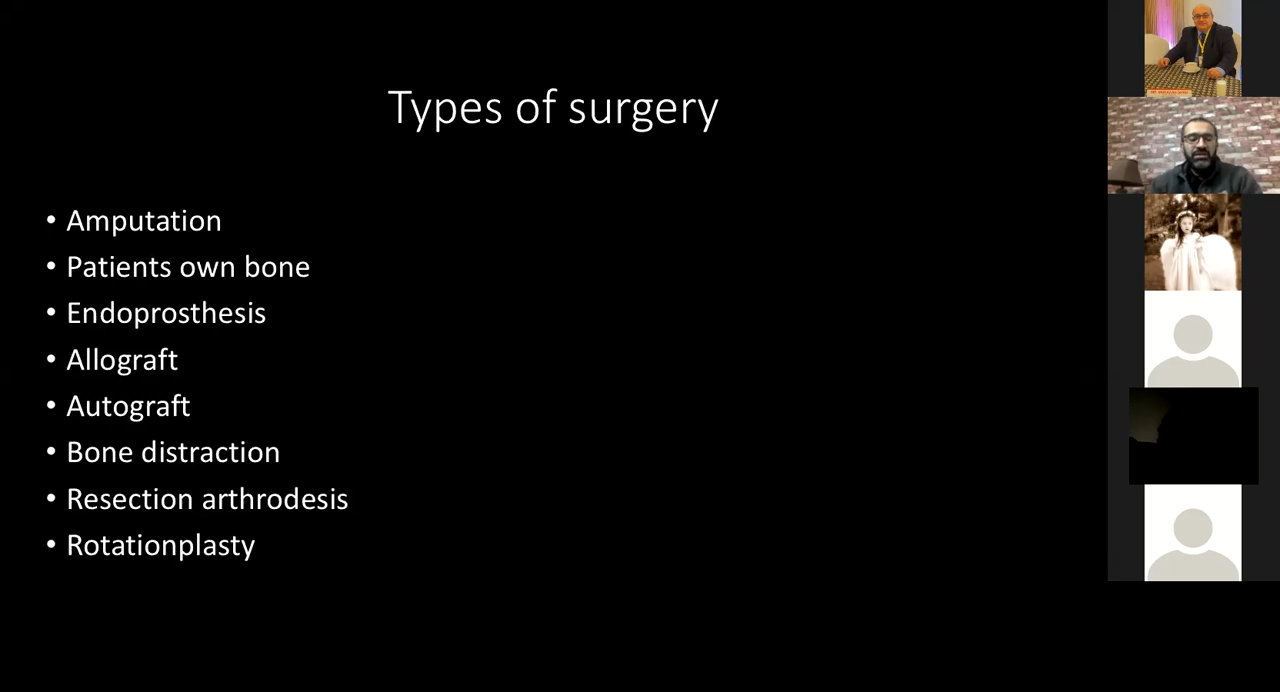 Types of surgery
• Amputation
• Patients own bone
• Endoprosthesis
• Allograft
• Autograft
• Bone distraction
• Resection arthrodesis
• Rotationplasty